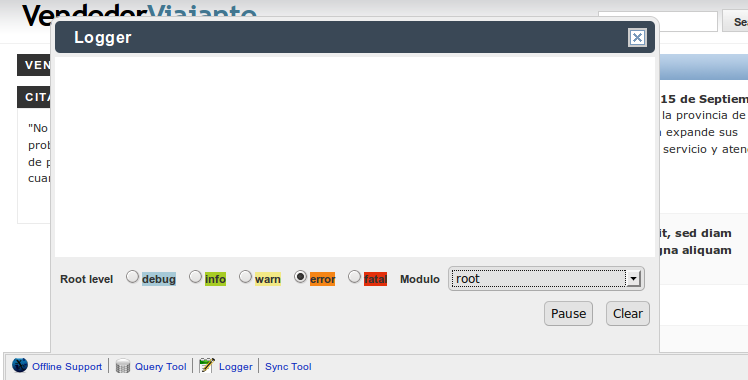 VendedorViajante
Sea
Logger
VEN
CITA
15 de Septiem
"No
la provincia de
prob
expande sus
de p
servicio y aten
cuan
it, sed diam
gna aliquam
Root level debug info warn error fatal Modulo root
Pause Clear
Offline Support Query Tool Logger Sync Tool